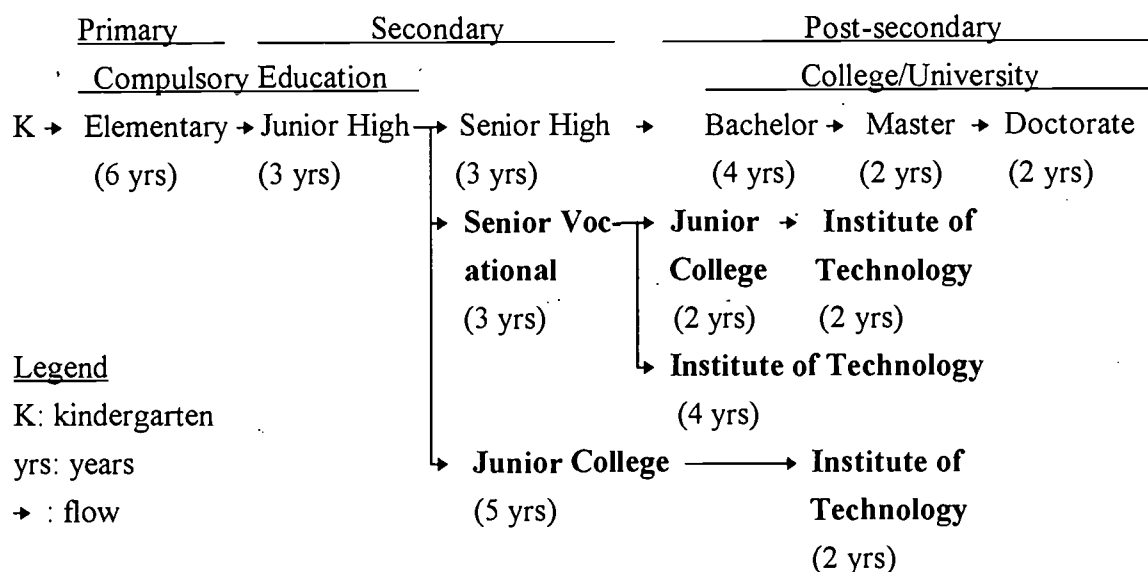 Primary Secondary Post-secondary
Compulsory Education College/University
K → Elementary → Junior High → Senior High → Bachelor → Master → Doctorate
(6 yrs) (3 yrs) (3 yrs) (4 yrs) (2 yrs) (2 yrs)
Senior Voc- Junior → Institute of
ational College Technology
(3 yrs) (2 yrs) (2 yrs)
Legend Institute of Technology
K: kindergarten (4 yrs)
yrs: years Junior College Institute of
→ : flow (5 yrs) Technology
(2 yrs)